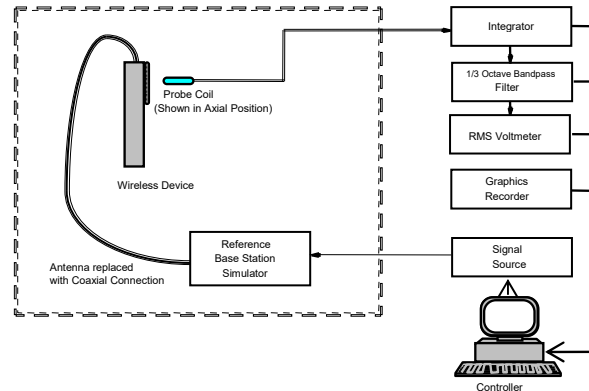 Integrator
1/3 Octave Bandpass
Filter
Probe Coil
(Shown in Axial Position)
RMS Voltmeter
Wireless Device
Graphics
Recorder
Reference
Base Station
Simulator
Signal
Source
Antenna replaced
with Coaxial Connection
Controller